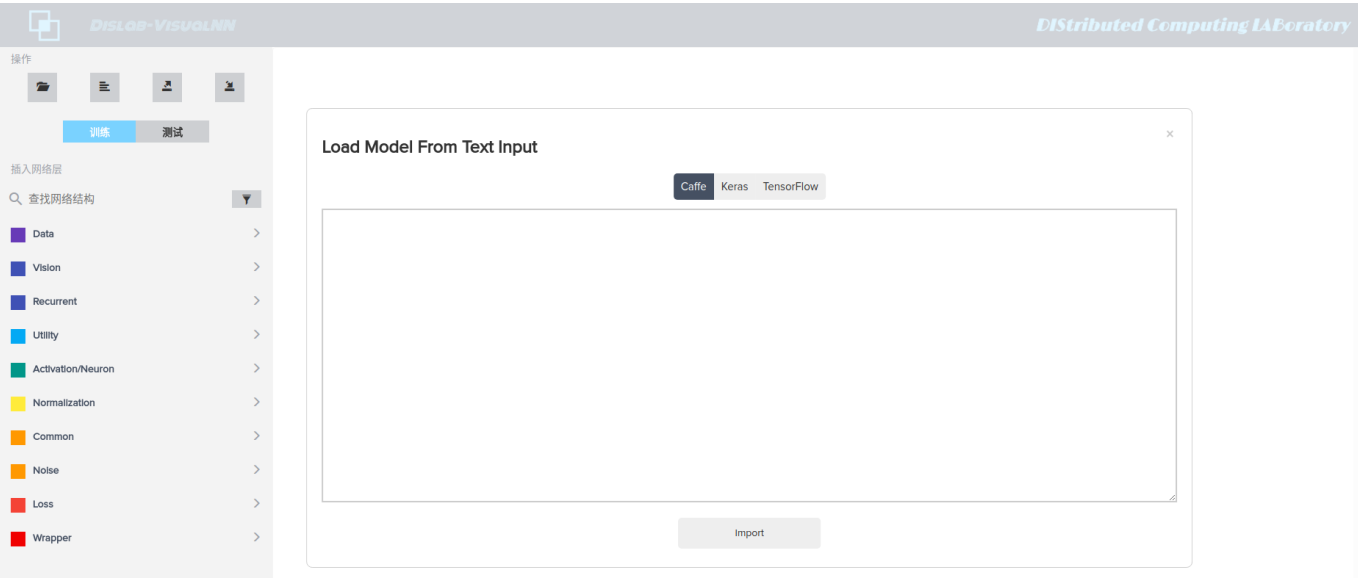 DISLAB-VISUALNN
DIStributed Computing LABoratory
操作
训练 测试
插入网络层
查找网络结构
Data
Vision
Recurrent
Utility
Activation/Neuron
Normalization
Common
Noise
Loss
Wrapper
Load Model From Text Input
×
Caffe Keras TensorFlow
Import